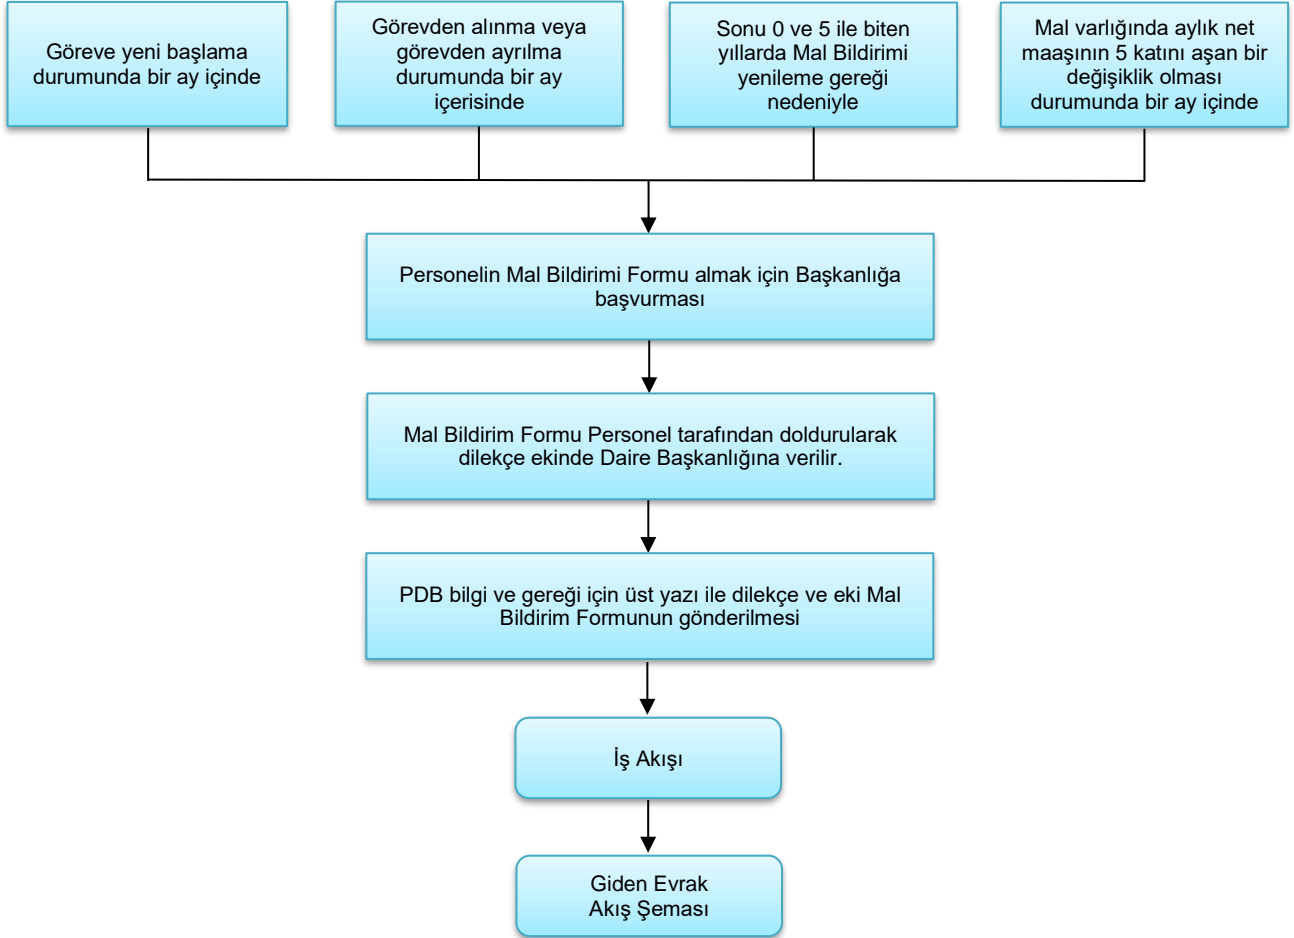 Göreve yeni başlama
durumunda bir ay içinde
Görevden alınma veya
görevden ayrılma
durumunda bir ay
içerisinde
Sonu 0 ve 5 ile biten
yıllarda Mal Bildirimi
yenileme gereği
nedeniyle
Mal varlığında aylık net
maaşının 5 katını aşan bir
değişiklik olması
durumunda bir ay içinde
Personelin Mal Bildirimi Formu almak için Başkanlığa
başvurması
Mal Bildirim Formu Personel tarafından doldurularak
dilekçe ekinde Daire Başkanlığına verilir.
PDB bilgi ve gereği için üst yazı ile dilekçe ve eki Mal
Bildirim Formunun gönderilmesi
İş Akışı
Giden Evrak
Akış Şeması